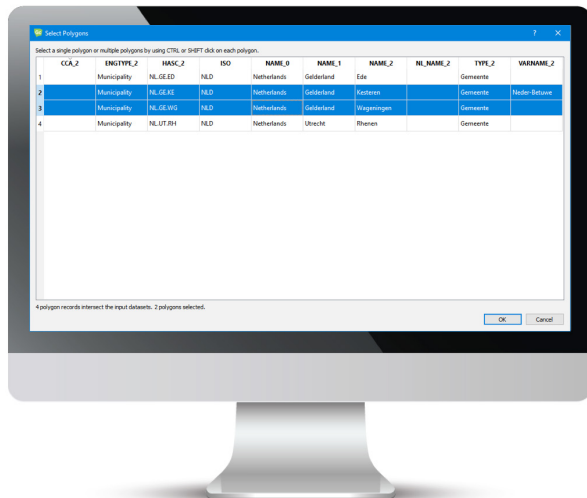 Select Polygons ? ×
Select a single polygon or multiple polygons by using CTRL or SHIFT click on each polygon.
CCA_2 ENGTYPE_2 HASC_2 ISO NAME_0 NAME_1 NAME_2 NL_NAME_2 TYPE_2 VARNAME_2
1 Municipality NL.GE.ED NLD Netherlands Gelderland Ede Gemeente
2 Municipality NL.GE.KE NLD Netherlands Gelderland Kesteren Gemeente Neder-Betuwe
3 Municipality NL.GE.WG NLD Netherlands Gelderland Wageningen Gemeente
4 Municipality NL.UT.RH NLD Netherlands Utrecht Rhenen Gemeente
4 polygon records intersect the input datasets. 2 polygons selected.
OK Cancel